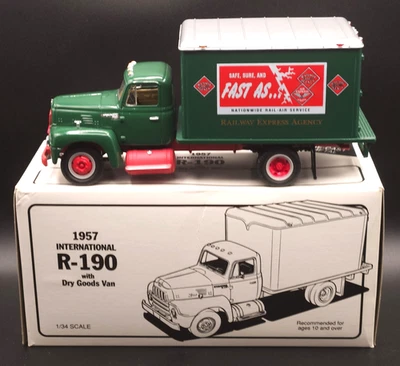 SAFE, SURE, AND
FAST AS...
NATIONWIDE RAIL-AIR SERVICE
RAILWAY EXPRESS AGENCY
1957
INTERNATIONAL
R-190
with
Dry Goods Van
1/34 SCALE
Recommended for
ages 10 and over